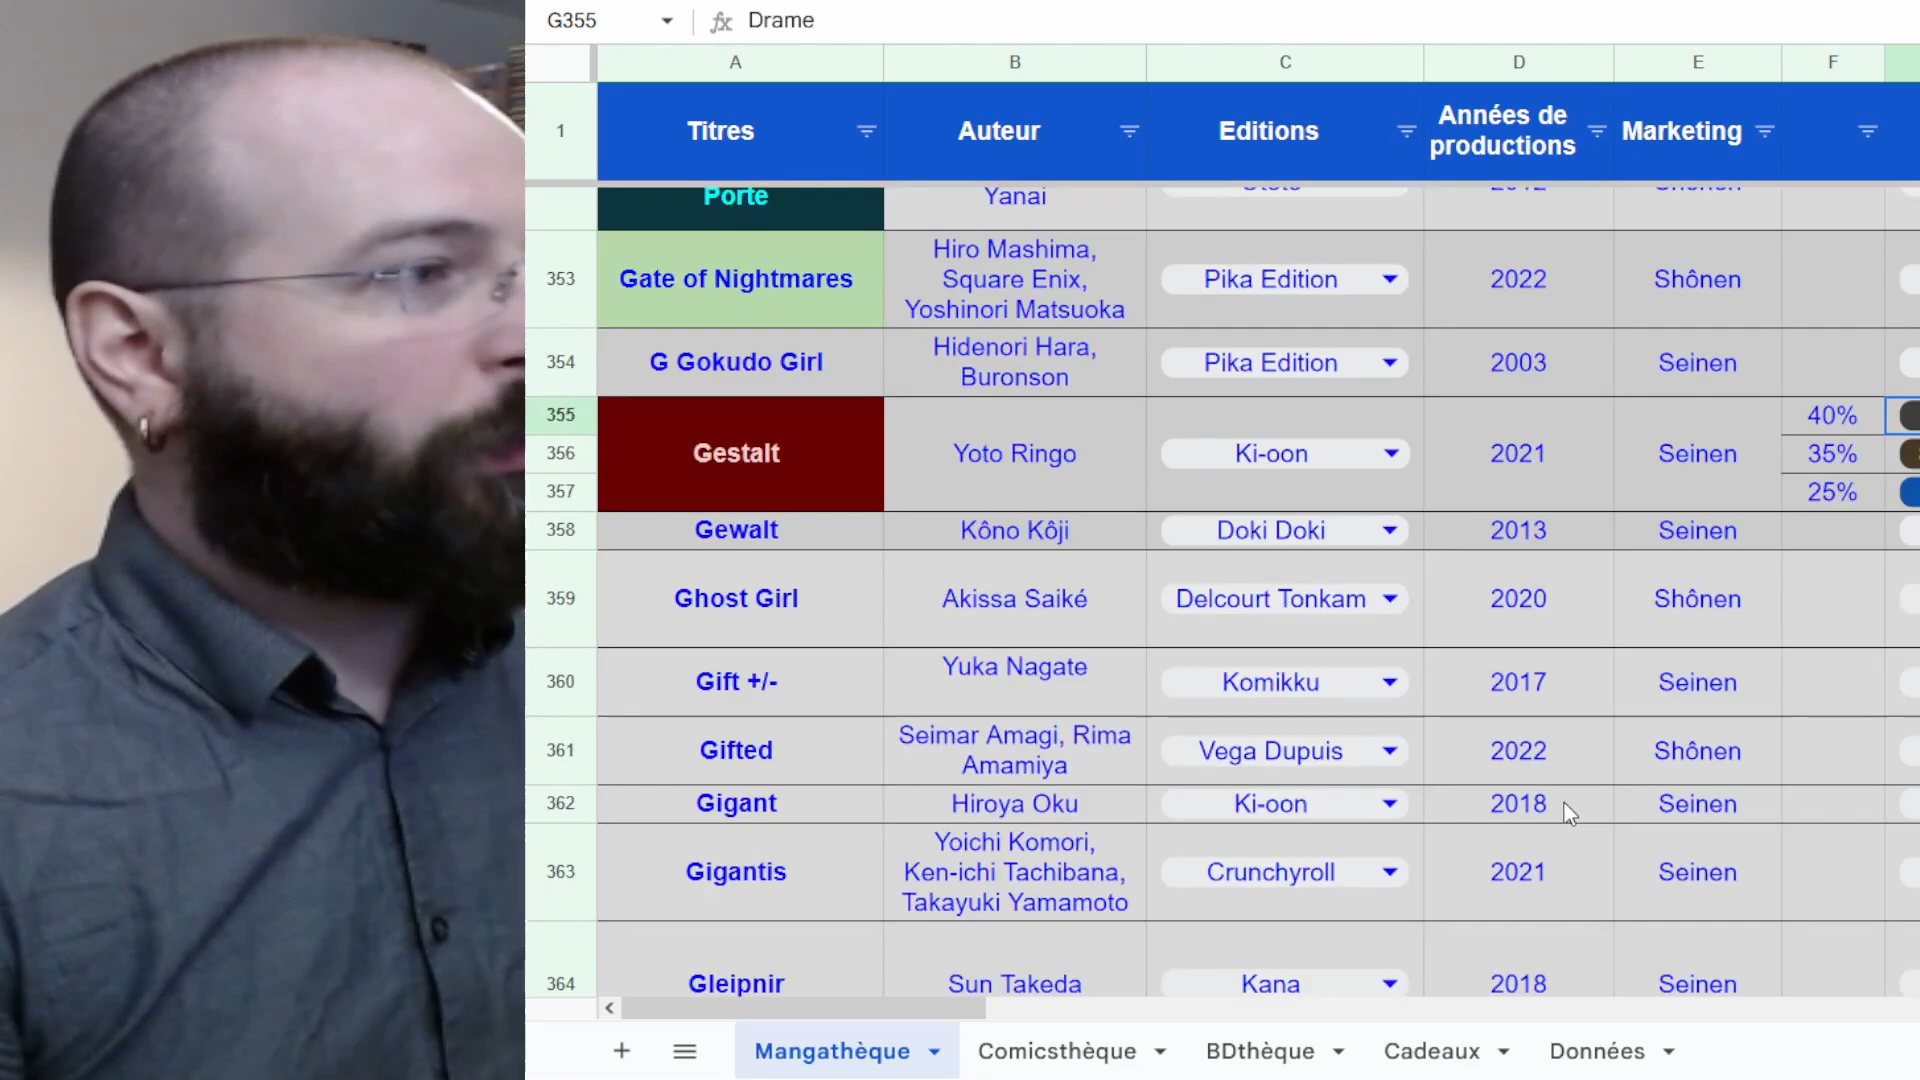 G355 fx Drame
A B C D E F
1 Titres Auteur Editions Années de productions Marketing
Porte Yanai
353 Gate of Nightmares Hiro Mashima, Square Enix, Yoshinori Matsuoka Pika Edition 2022 Shônen
354 G Gokudo Girl Hidenori Hara, Buronson Pika Edition 2003 Seinen
355 40%
356 Gestalt Yoto Ringo Ki-oon 2021 Seinen 35%
357 25%
358 Gewalt Kôno Kôji Doki Doki 2013 Seinen
359 Ghost Girl Akissa Saiké Delcourt Tonkam 2020 Shônen
360 Gift +/- Yuka Nagate Komikku 2017 Seinen
361 Gifted Seimar Amagi, Rima Amamiya Vega Dupuis 2022 Shônen
362 Gigant Hiroya Oku Ki-oon 2018 Seinen
363 Gigantis Yoichi Komori, Ken-ichi Tachibana, Takayuki Yamamoto Crunchyroll 2021 Seinen
364 Gleipnir Sun Takeda Kana 2018 Seinen
Mangathèque Comicsthèque BDthèque Cadeaux Données